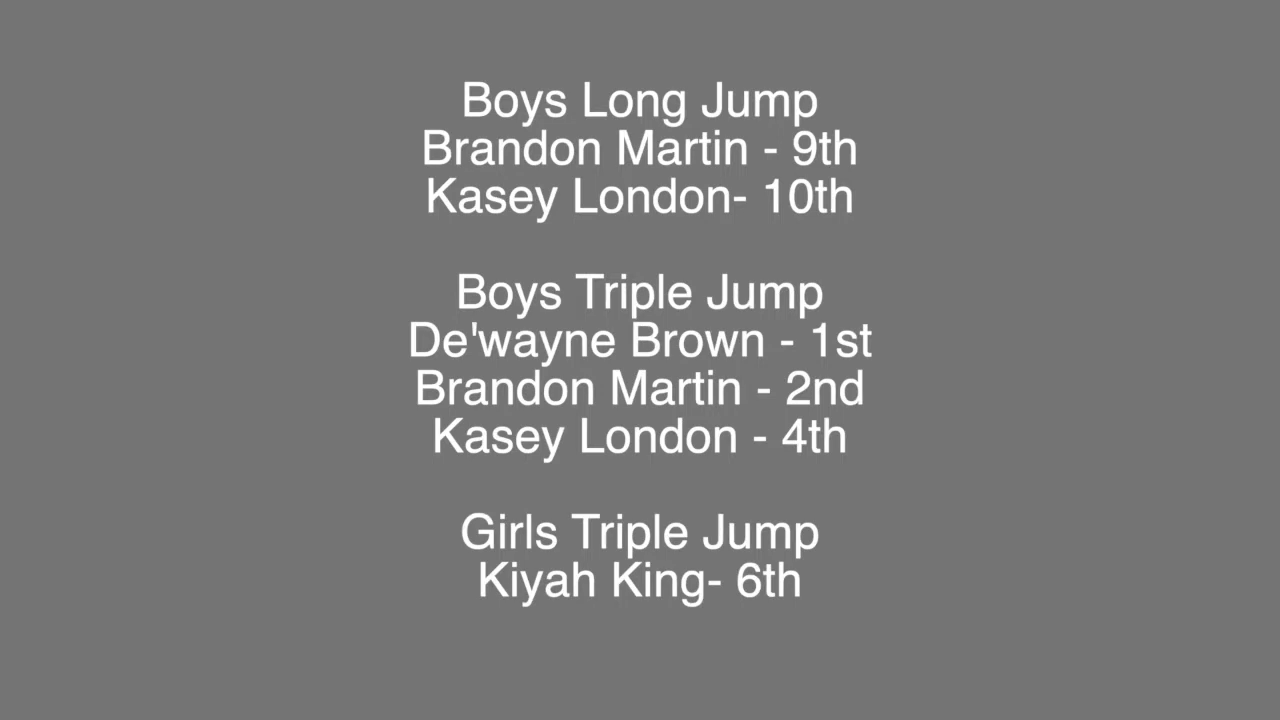 Boys Long Jump
Brandon Martin - 9th
Kasey London- 10th
Boys Triple Jump
De'wayne Brown - 1st
Brandon Martin - 2nd
Kasey London - 4th
Girls Triple Jump
Kiyah King- 6th